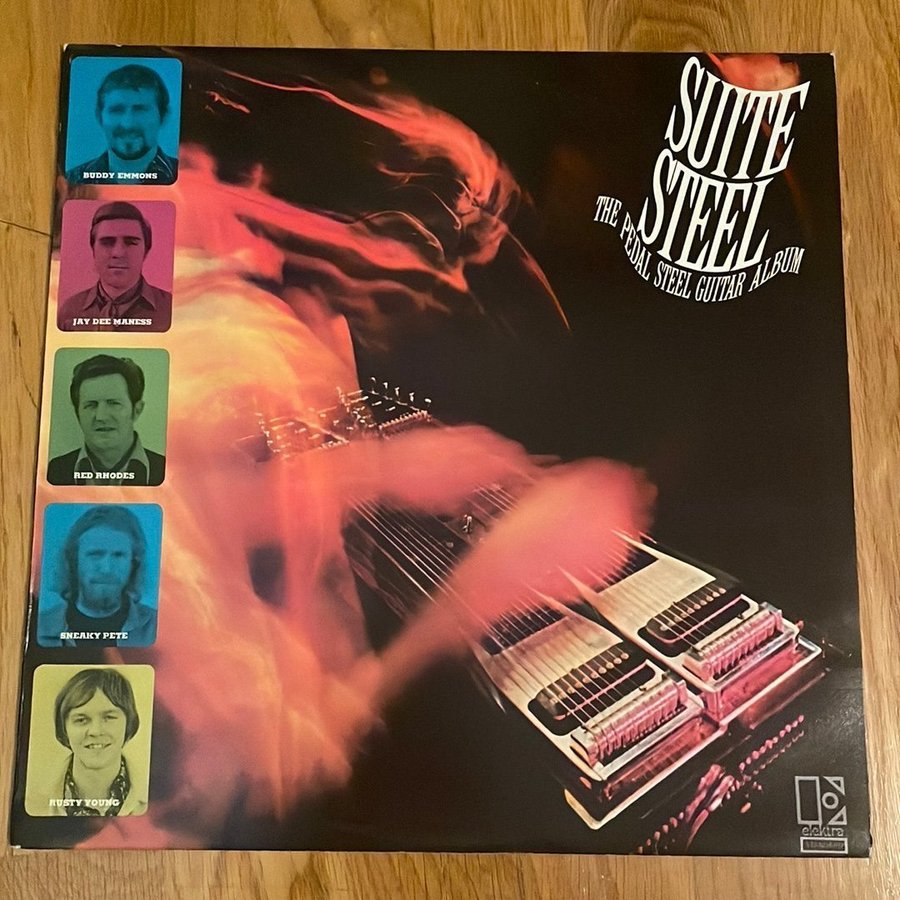 SUITE
STEEL
THE PEDAL STEEL GUITAR ALBUM
BUDDY EMMONS
JAY DEE MANESS
RED RHODES
SNEAKY PETE
RUSTY YOUNG
elektra